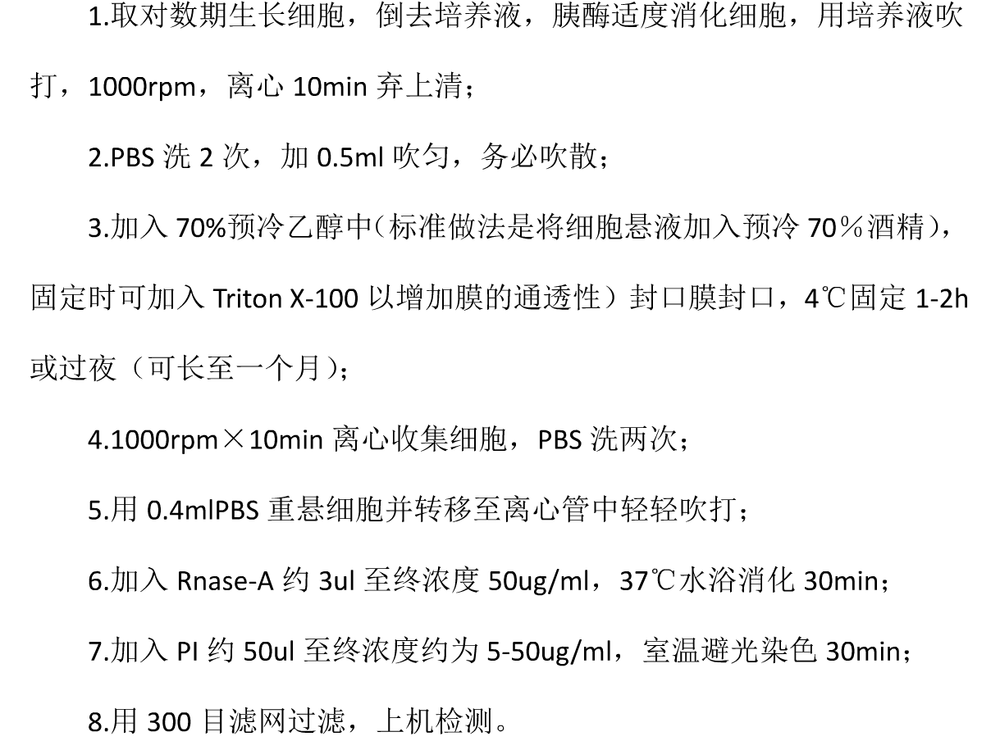 1.取对数期生长细胞，倒去培养液，胰酶适度消化细胞，用培养液吹
打，1000rpm，离心 10min 弃上清；
2.PBS 洗 2 次，加 0.5ml 吹匀，务必吹散；
3.加入 70%预冷乙醇中（标准做法是将细胞悬液加入预冷 70％酒精），
固定时可加入 Triton X-100 以增加膜的通透性）封口膜封口，4℃固定 1-2h
或过夜（可长至一个月）；
4.1000rpm×10min 离心收集细胞，PBS 洗两次；
5.用 0.4mlPBS 重悬细胞并转移至离心管中轻轻吹打；
6.加入 Rnase-A 约 3ul 至终浓度 50ug/ml，37℃水浴消化 30min；
7.加入 PI 约 50ul 至终浓度约为 5-50ug/ml，室温避光染色 30min；
8.用 300 目滤网过滤，上机检测。